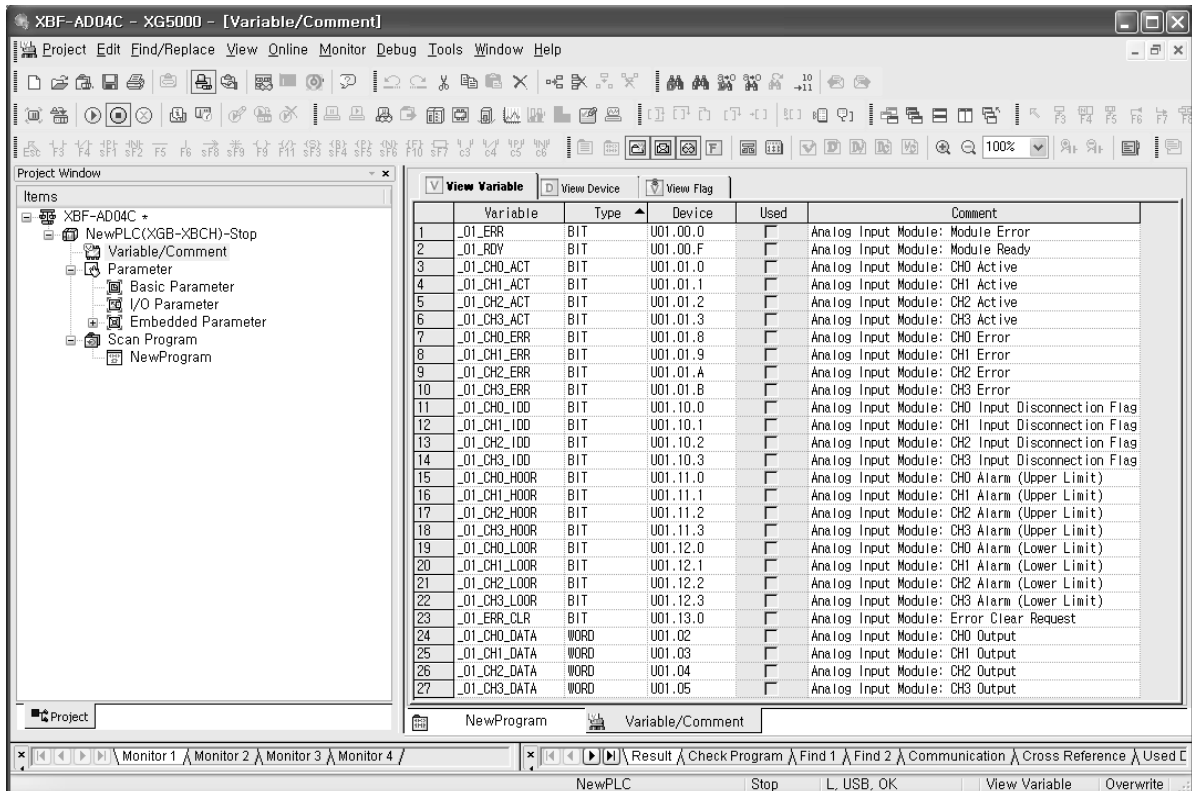 XBF-AD04C - XG5000 - [Variable/Comment]
Project Edit Find/Replace View Online Monitor Debug Tools Window Help
100%
Project Window
Items
XBF-AD04C *
NewPLC(XGB-XBCH)-Stop
Variable/Comment
Parameter
Basic Parameter
I/O Parameter
Embedded Parameter
Scan Program
NewProgram
Project
V View Variable D View Device View Flag
Variable Type Device Used Comment
1 _01_ERR BIT U01.00.0 Analog Input Module: Module Error
2 _01_RDY BIT U01.00.F Analog Input Module: Module Ready
3 _01_CH0_ACT BIT U01.01.0 Analog Input Module: CH0 Active
4 _01_CH1_ACT BIT U01.01.1 Analog Input Module: CH1 Active
5 _01_CH2_ACT BIT U01.01.2 Analog Input Module: CH2 Active
6 _01_CH3_ACT BIT U01.01.3 Analog Input Module: CH3 Active
7 _01_CH0_ERR BIT U01.01.8 Analog Input Module: CH0 Error
8 _01_CH1_ERR BIT U01.01.9 Analog Input Module: CH1 Error
9 _01_CH2_ERR BIT U01.01.A Analog Input Module: CH2 Error
10 _01_CH3_ERR BIT U01.01.B Analog Input Module: CH3 Error
11 _01_CH0_IDD BIT U01.10.0 Analog Input Module: CH0 Input Disconnection Flag
12 _01_CH1_IDD BIT U01.10.1 Analog Input Module: CH1 Input Disconnection Flag
13 _01_CH2_IDD BIT U01.10.2 Analog Input Module: CH2 Input Disconnection Flag
14 _01_CH3_IDD BIT U01.10.3 Analog Input Module: CH3 Input Disconnection Flag
15 _01_CH0_HOOR BIT U01.11.0 Analog Input Module: CH0 Alarm (Upper Limit)
16 _01_CH1_HOOR BIT U01.11.1 Analog Input Module: CH1 Alarm (Upper Limit)
17 _01_CH2_HOOR BIT U01.11.2 Analog Input Module: CH2 Alarm (Upper Limit)
18 _01_CH3_HOOR BIT U01.11.3 Analog Input Module: CH3 Alarm (Upper Limit)
19 _01_CH0_LOOR BIT U01.12.0 Analog Input Module: CH0 Alarm (Lower Limit)
20 _01_CH1_LOOR BIT U01.12.1 Analog Input Module: CH1 Alarm (Lower Limit)
21 _01_CH2_LOOR BIT U01.12.2 Analog Input Module: CH2 Alarm (Lower Limit)
22 _01_CH3_LOOR BIT U01.12.3 Analog Input Module: CH3 Alarm (Lower Limit)
23 _01_ERR_CLR BIT U01.13.0 Analog Input Module: Error Clear Request
24 _01_CH0_DATA WORD U01.02 Analog Input Module: CH0 Output
25 _01_CH1_DATA WORD U01.03 Analog Input Module: CH1 Output
26 _01_CH2_DATA WORD U01.04 Analog Input Module: CH2 Output
27 _01_CH3_DATA WORD U01.05 Analog Input Module: CH3 Output
NewProgram Variable/Comment
Monitor 1 Monitor 2 Monitor 3 Monitor 4
Result Check Program Find 1 Find 2 Communication Cross Reference Used D
NewPLC Stop L, USB, OK View Variable Overwrite